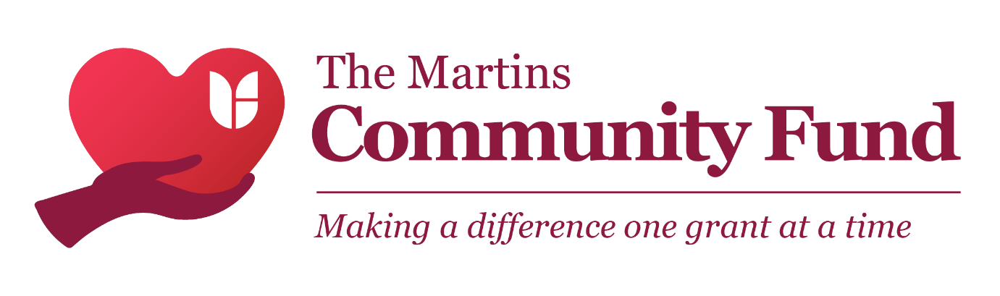 The Martins
Community Fund
Making a difference one grant at a time